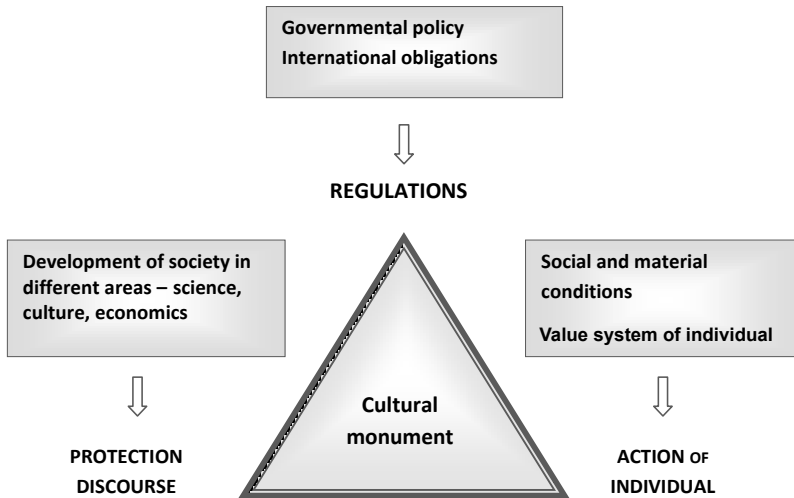 Governmental policy
International obligations
REGULATIONS
Development of society in
different areas – science,
culture, economics
Social and material
conditions
Value system of individual
Cultural
monument
PROTECTION
DISCOURSE
ACTION OF
INDIVIDUAL